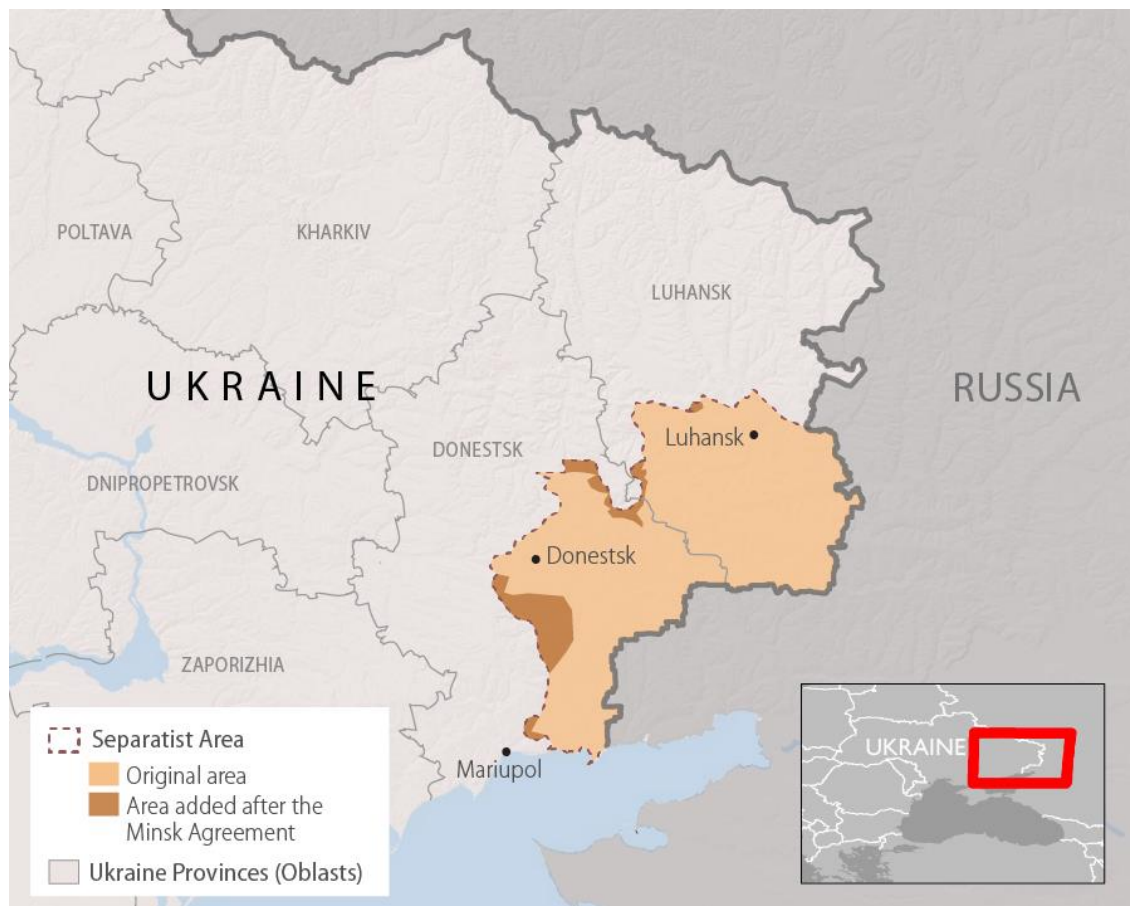 POLTAVA
KHARKIV
LUHANSK
UKRAINE
RUSSIA
Luhansk
DONESTSK
DNIPROPETROVSK
Donestsk
ZAPORIZHIA
Mariupol
Separatist Area
Original area
Area added after the
Minsk Agreement
Ukraine Provinces (Oblasts)
UKRAINE